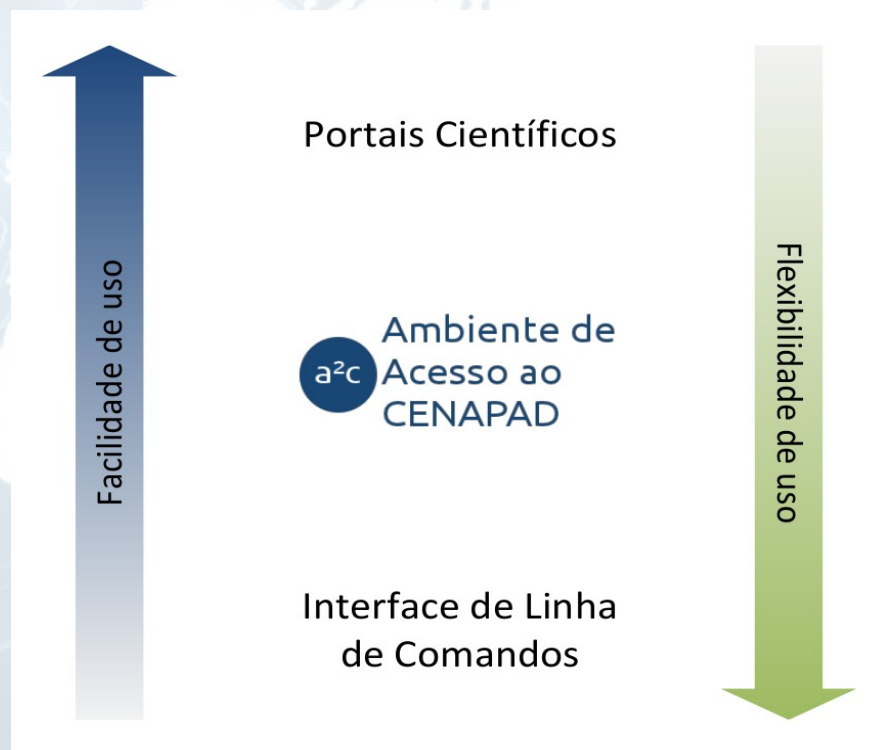 Portais Científicos
Facilidade de uso
a²c
Ambiente de
Acesso ao
CENAPAD
Flexibilidade de uso
Interface de Linha
de Comandos